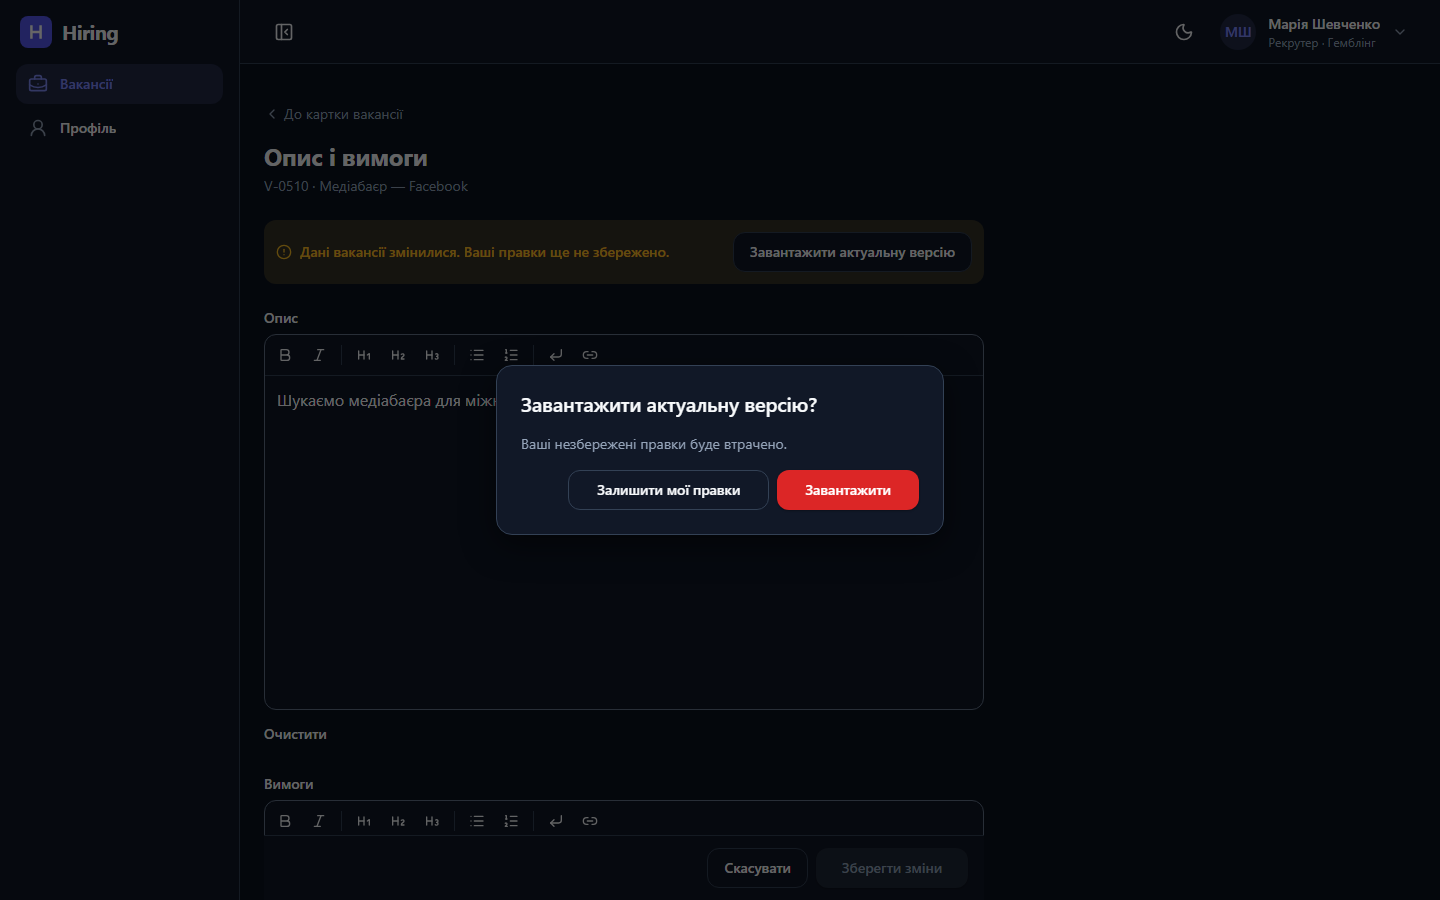 H Hiring
Вакансії
Профіль
МШ
Марія Шевченко
Рекрутер · Гемблінг
До картки вакансії
Опис і вимоги
V-0510 · Медіабаєр — Facebook
Дані вакансії змінилися. Ваші правки ще не збережено.
Завантажити актуальну версію
Опис
B I H1 H2 H3
Шукаємо медіабаєра для
Завантажити актуальну версію?
Ваші незбережені правки буде втрачено.
Залишити мої правки
Завантажити
Очистити
Вимоги
B I H1 H2 H3
Скасувати
Зберегти зміни